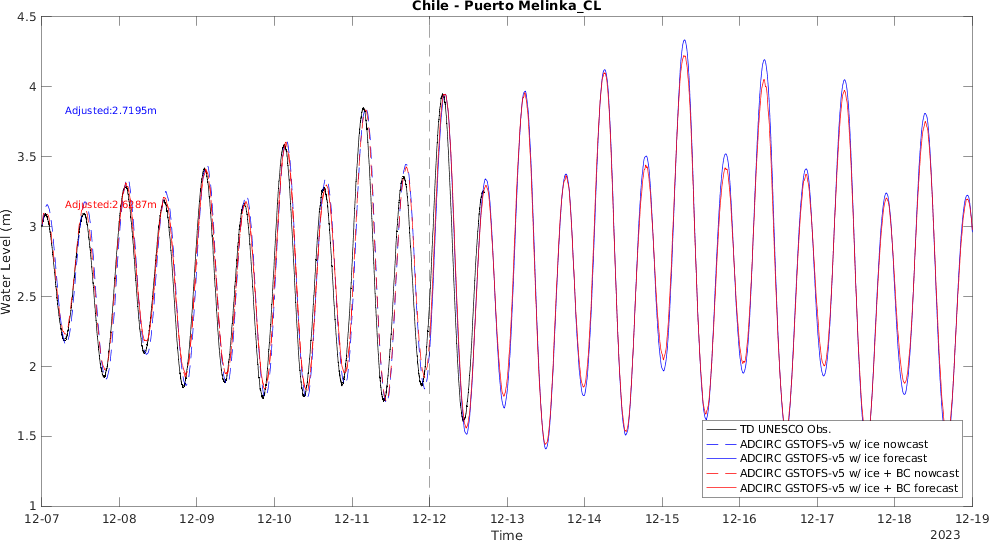 Chile - Puerto Melinka_CL
4.5
4
3.5
3
2.5
2
1.5
1
Water Level (m)
Adjusted:2.7195m
Adjusted:2.6287m
TD UNESCO Obs.
ADCIRC GSTOFS-v5 w/ ice nowcast
ADCIRC GSTOFS-v5 w/ ice forecast
ADCIRC GSTOFS-v5 w/ ice + BC nowcast
ADCIRC GSTOFS-v5 w/ ice + BC forecast
12-07 12-08 12-09 12-10 12-11 12-12 12-13 12-14 12-15 12-16 12-17 12-18 12-19
Time
2023